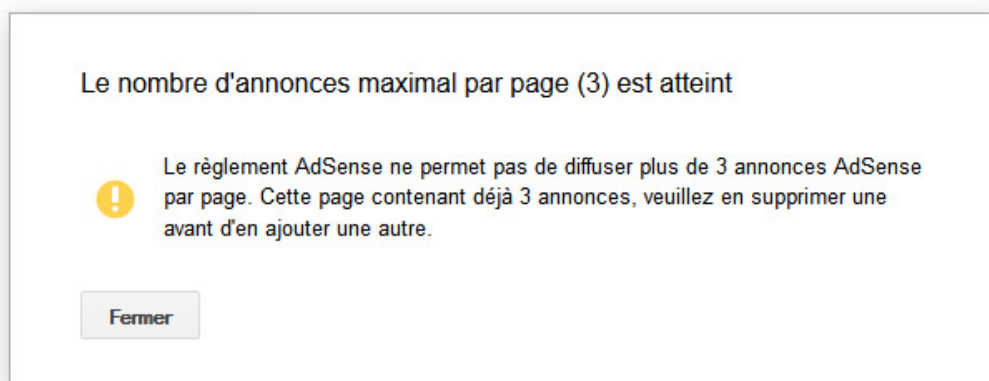 Le nombre d'annonces maximal par page (3) est atteint
Le règlement AdSense ne permet pas de diffuser plus de 3 annonces AdSense
par page. Cette page contenant déjà 3 annonces, veuillez en supprimer une
avant d'en ajouter une autre.
Fermer